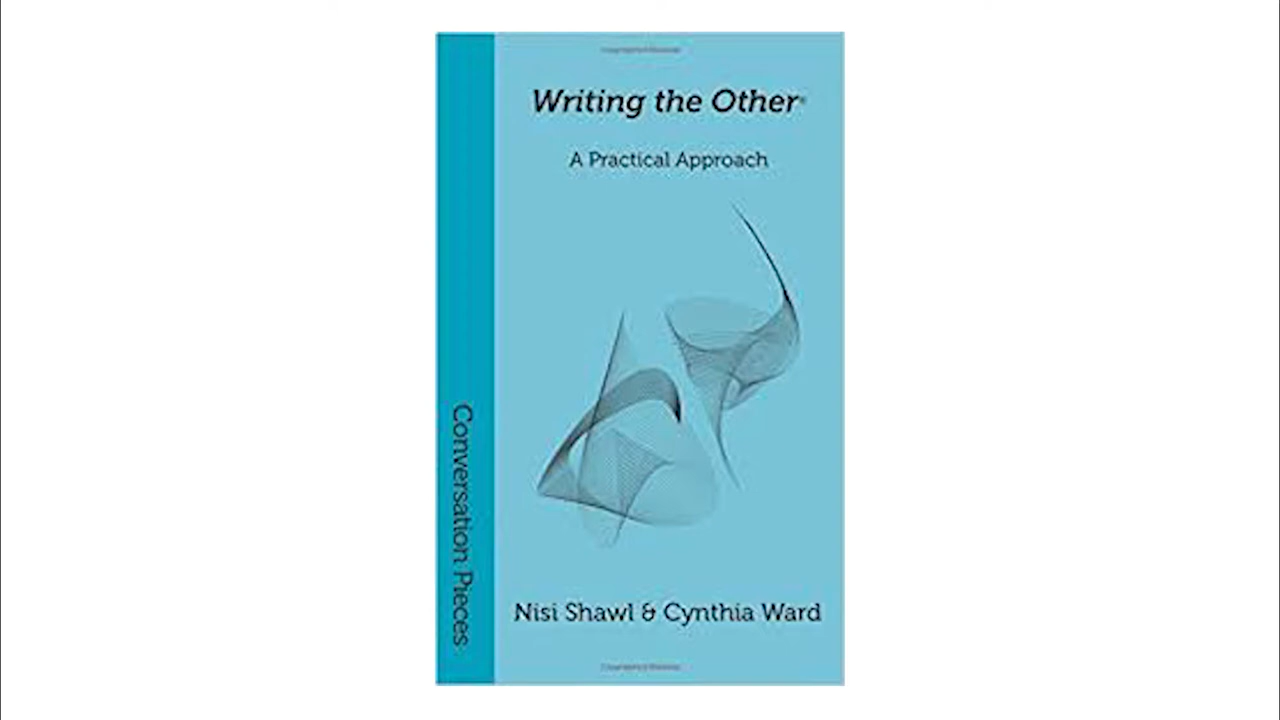 Writing the Other
A Practical Approach
Conversation Pieces
Nisi Shawl & Cynthia Ward